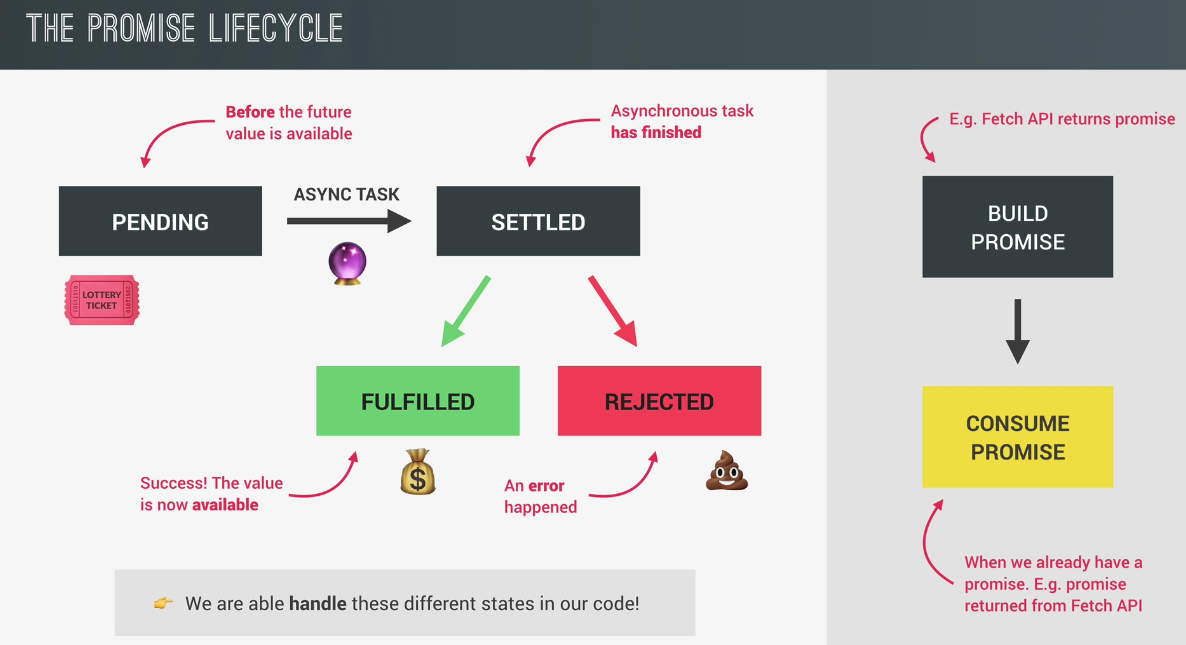 THE PROMISE LIFECYCLE
Before the future
value is available
Asynchronous task
has finished
PENDING
ASYNC TASK
SETTLED
LOTTERY
TICKET
FULFILLED
REJECTED
Success! The value
is now available
$
An error
happened
👉 We are able handle these different states in our code!
E.g. Fetch API returns promise
BUILD
PROMISE
CONSUME
PROMISE
When we already have a
promise. E.g. promise
returned from Fetch API